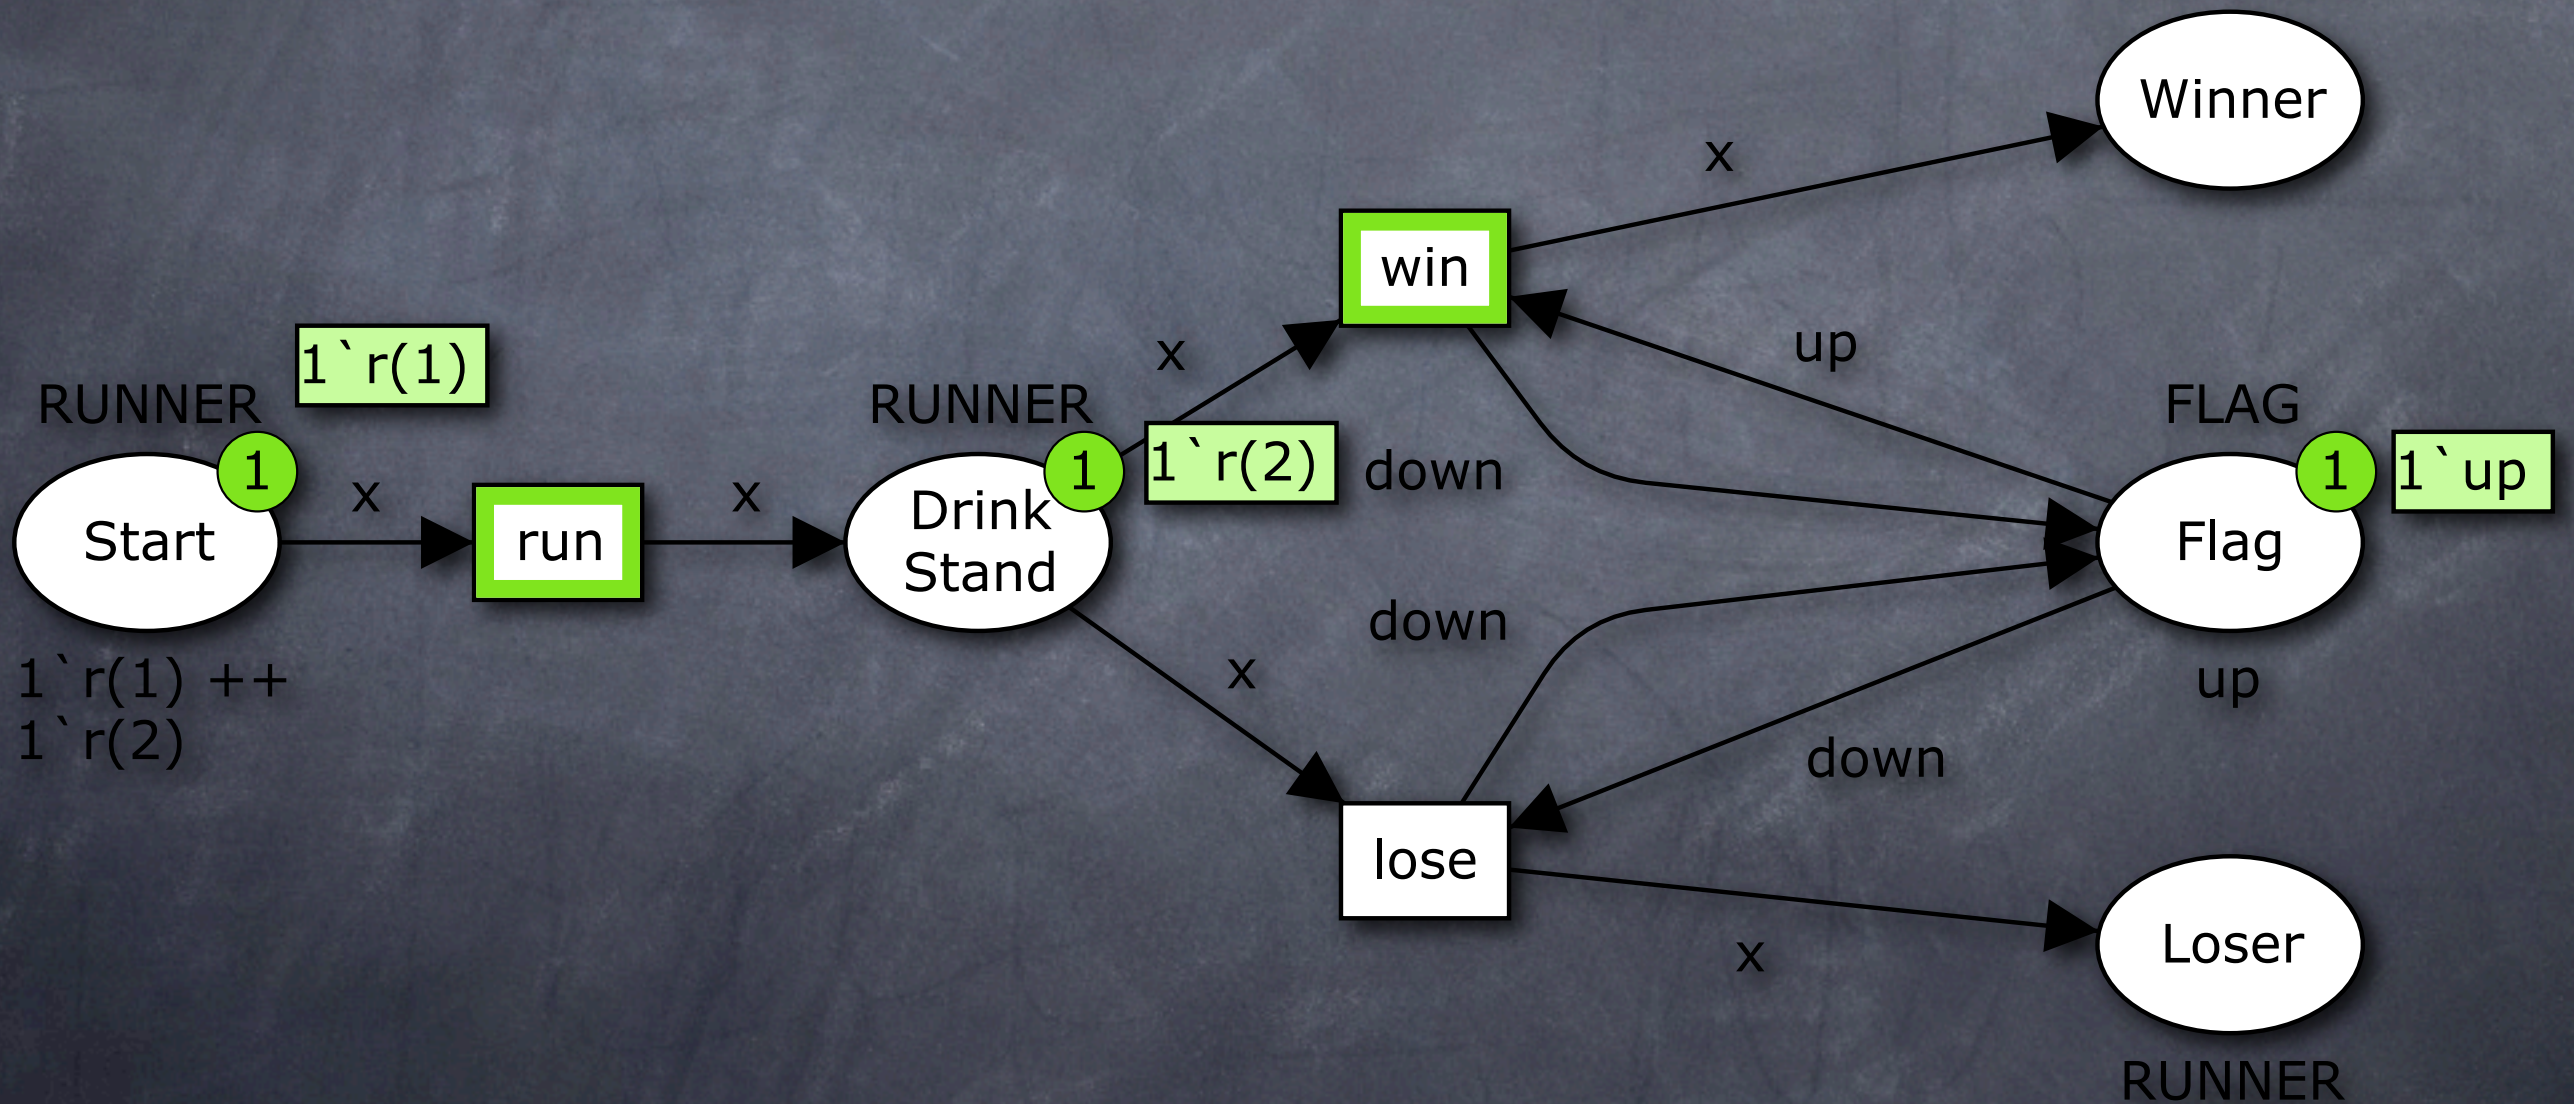 Winner
x
win
1`r(1)
x
up
RUNNER
RUNNER
FLAG
1
1
1`r(2)
down
1
1`up
x
x
Start
run
Drink
Stand
Flag
down
1`r(1) ++
1`r(2)
x
up
down
lose
Loser
x
RUNNER